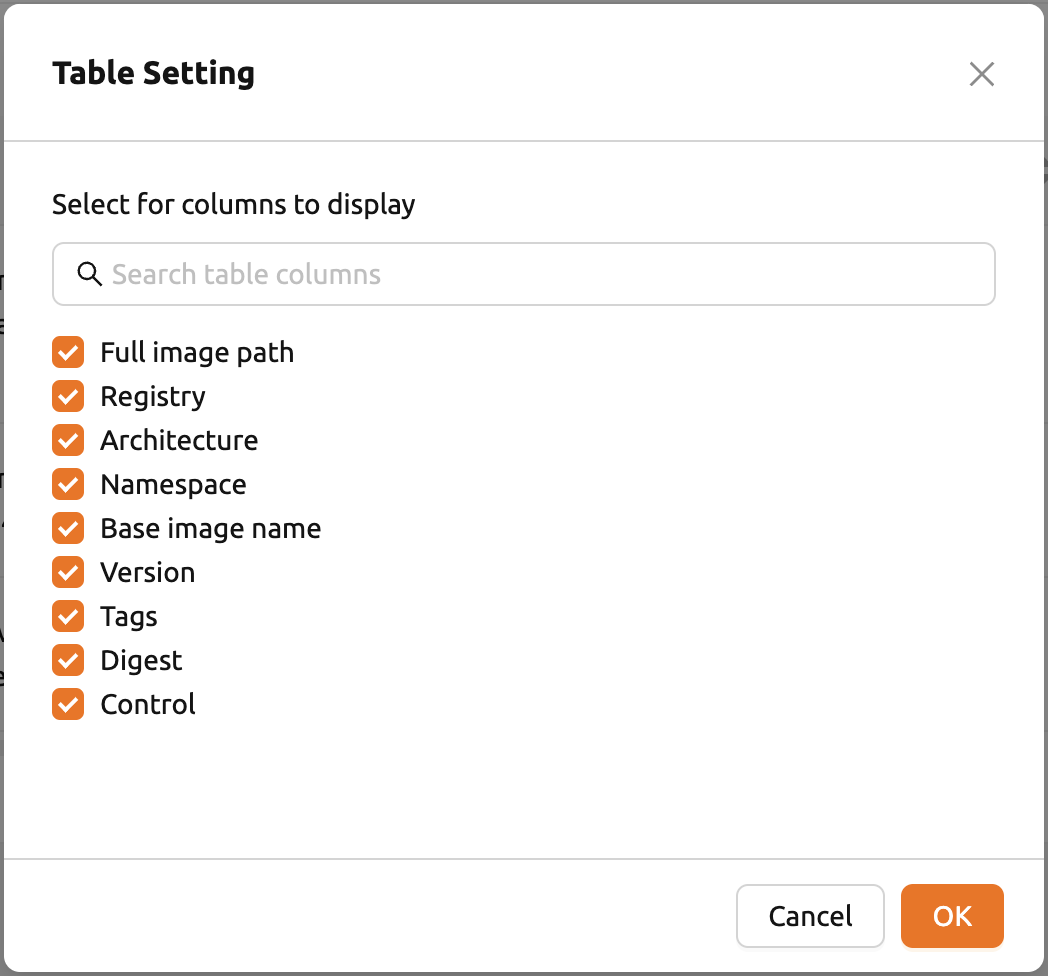 Table Setting
Select for columns to display
Search table columns
Full image path
Registry
Architecture
Namespace
Base image name
Version
Tags
Digest
Control
Cancel
OK